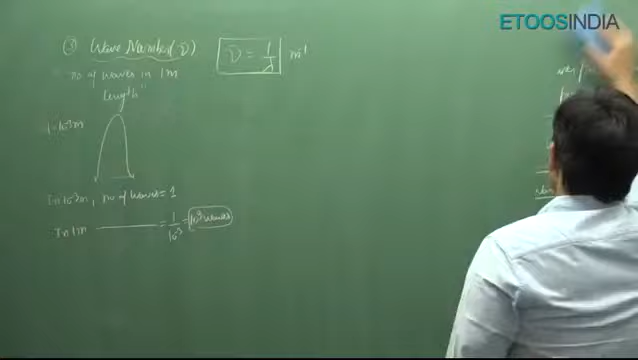 ETOOSINDIA
③ Wave Number (ν̄)
ν̄ = 1/λ m⁻¹
no of waves in 1m
length"
10⁻³m
In 10⁻³m, no of waves = 1
In 1m ——— = 1/10⁻³ = 10³ waves